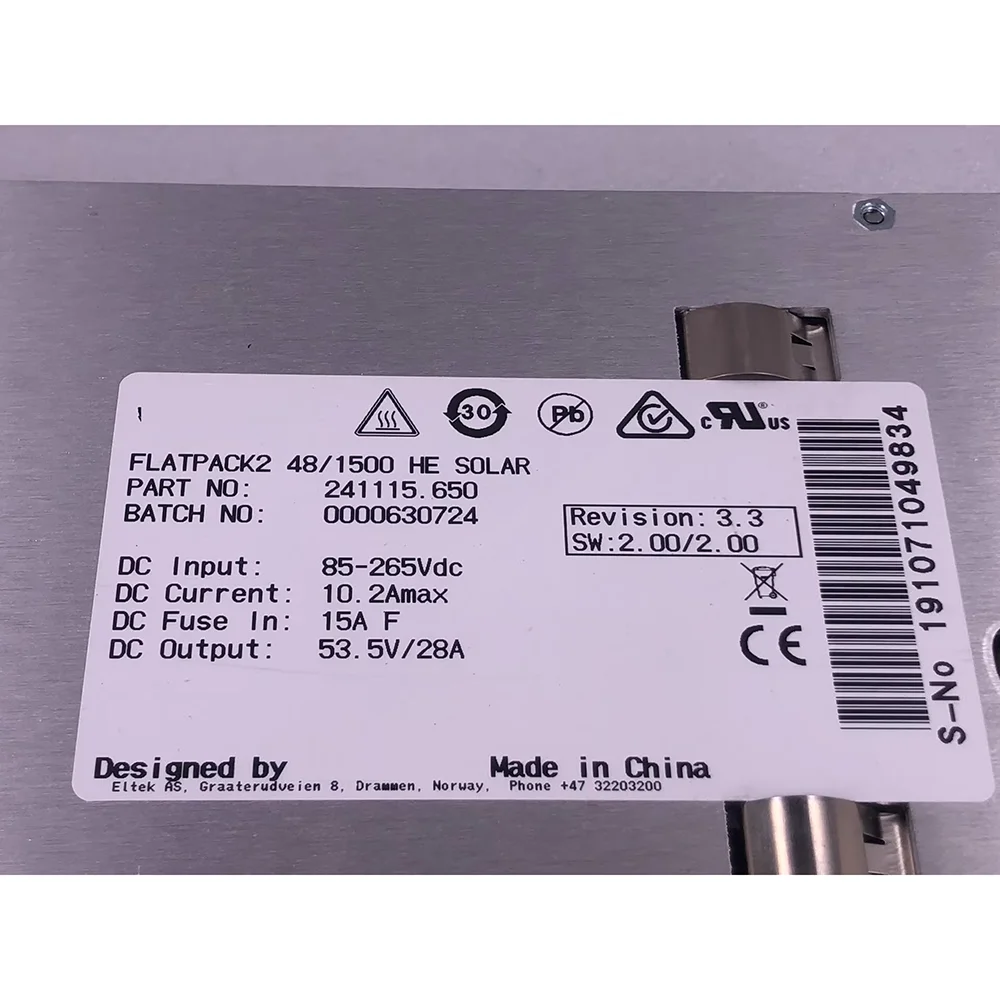 30
Pb
c RU ® US
FLATPACK2 48/1500 HE SOLAR
PART NO: 241115.650
BATCH NO: 0000630724
Revision: 3.3
SW:2.00/2.00
DC Input: 85-265Vdc
DC Current: 10.2Amax
DC Fuse In: 15A F
DC Output: 53.5V/28A
CE
S-No 191071049834
Designed by Made in China
Eltek AS, Graaterudveien 8, Drammen, Norway, Phone +47 32203200